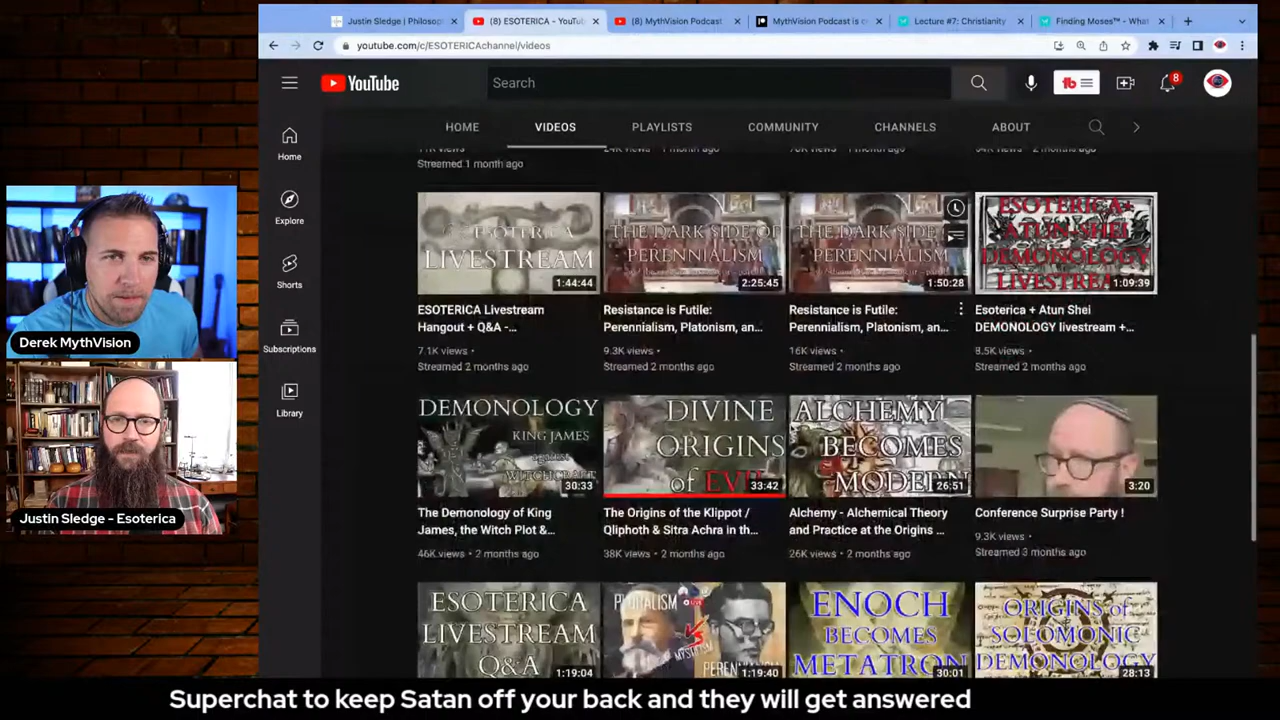 Justin Sledge | Philosop
(8) ESOTERICA - YouTub
(8) MythVision Podcast
MythVision Podcast is c
Lecture #7: Christianity
Finding Moses™ - What
youtube.com/c/ESOTERICAchannel/videos
YouTube
Search
8
HOME
VIDEOS
PLAYLISTS
COMMUNITY
CHANNELS
ABOUT
Home
Explore
Shorts
Subscriptions
Library
Streamed 1 month ago
ESOTERICA
LIVESTREAM
1:44:44
ESOTERICA Livestream
Hangout + Q&A -...
7.1K views •
Streamed 2 months ago
THE DARK SIDE OF
PERENNIALISM
2:25:45
Resistance is Futile:
Perennialism, Platonism, an...
9.3K views •
Streamed 2 months ago
THE DARK SIDE
PERENNIALISM
1:50:28
Resistance is Futile:
Perennialism, Platonism, an...
16K views •
Streamed 2 months ago
ESOTERICA+
ATUN-SHEI
DEMONOLOGY
LIVESTREAM
1:09:39
Esoterica + Atun Shei
DEMONOLOGY livestream +...
8.5K views •
Streamed 2 months ago
DEMONOLOGY
KING JAMES
WITCHCRAFT
30:33
The Demonology of King
James, the Witch Plot &...
46K views • 2 months ago
DIVINE
ORIGINS
of EVIL
33:42
The Origins of the Klippot /
Qliphoth & Sitra Achra in th...
38K views • 2 months ago
ALCHEMY
BECOMES
MODERN
26:51
Alchemy - Alchemical Theory
and Practice at the Origins ...
26K views • 2 months ago
3:20
Conference Surprise Party !
9.3K views •
Streamed 3 months ago
ESOTERICA
LIVESTREAM
Q&A
1:19:04
PLURALISM
LIVE
VS
MYSTICISM
PERENNIALISM
1:19:40
ENOCH
BECOMES
METATRON
30:01
ORIGINS of
SOLOMONIC
DEMONOLOGY
28:13
Derek MythVision
Justin Sledge - Esoterica
Superchat to keep Satan off your back and they will get answered